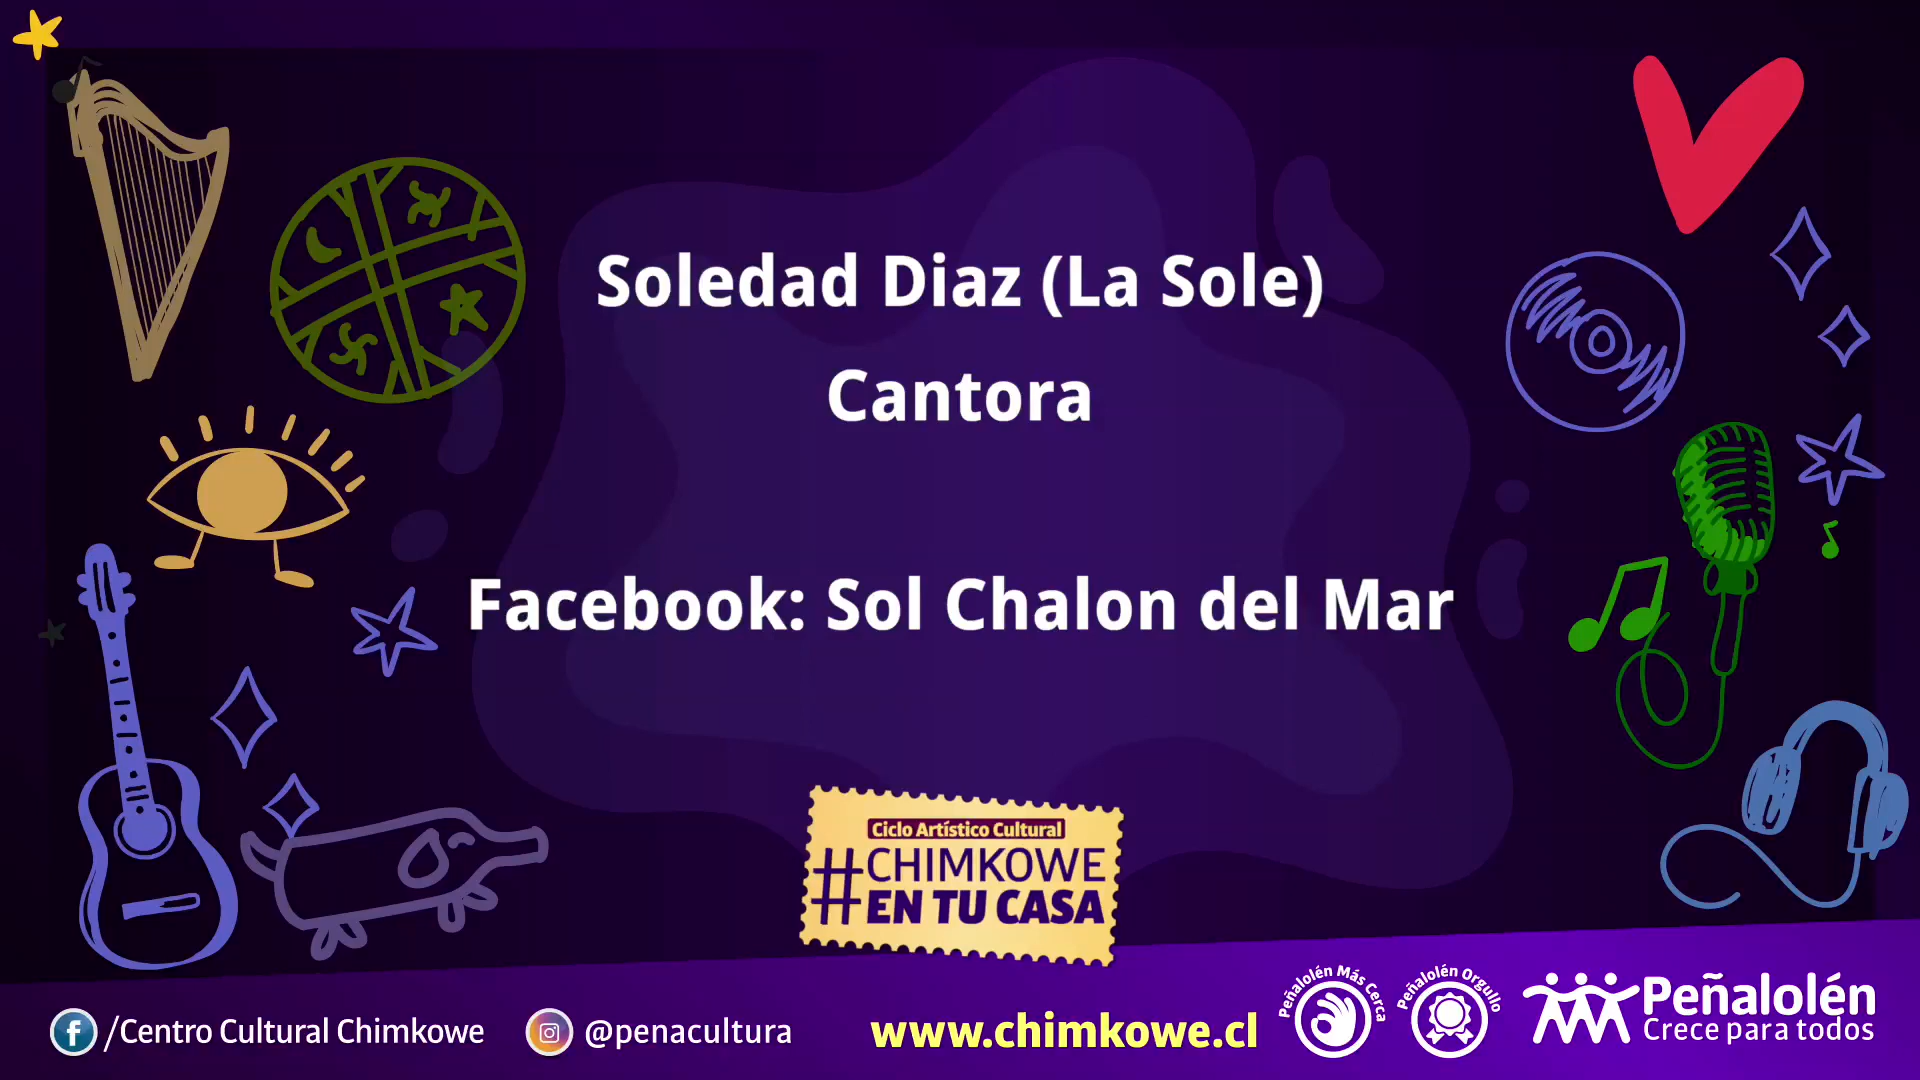 Soledad Diaz (La Sole)
Cantora
Facebook: Sol Chalon del Mar
Ciclo Artístico Cultural
#CHIMKOWE
EN TU CASA
/Centro Cultural Chimkowe
@penacultura
www.chimkowe.cl
Peñalolén Más Cerca
Peñalolén Orgullo
Peñalolén
Crece para todos